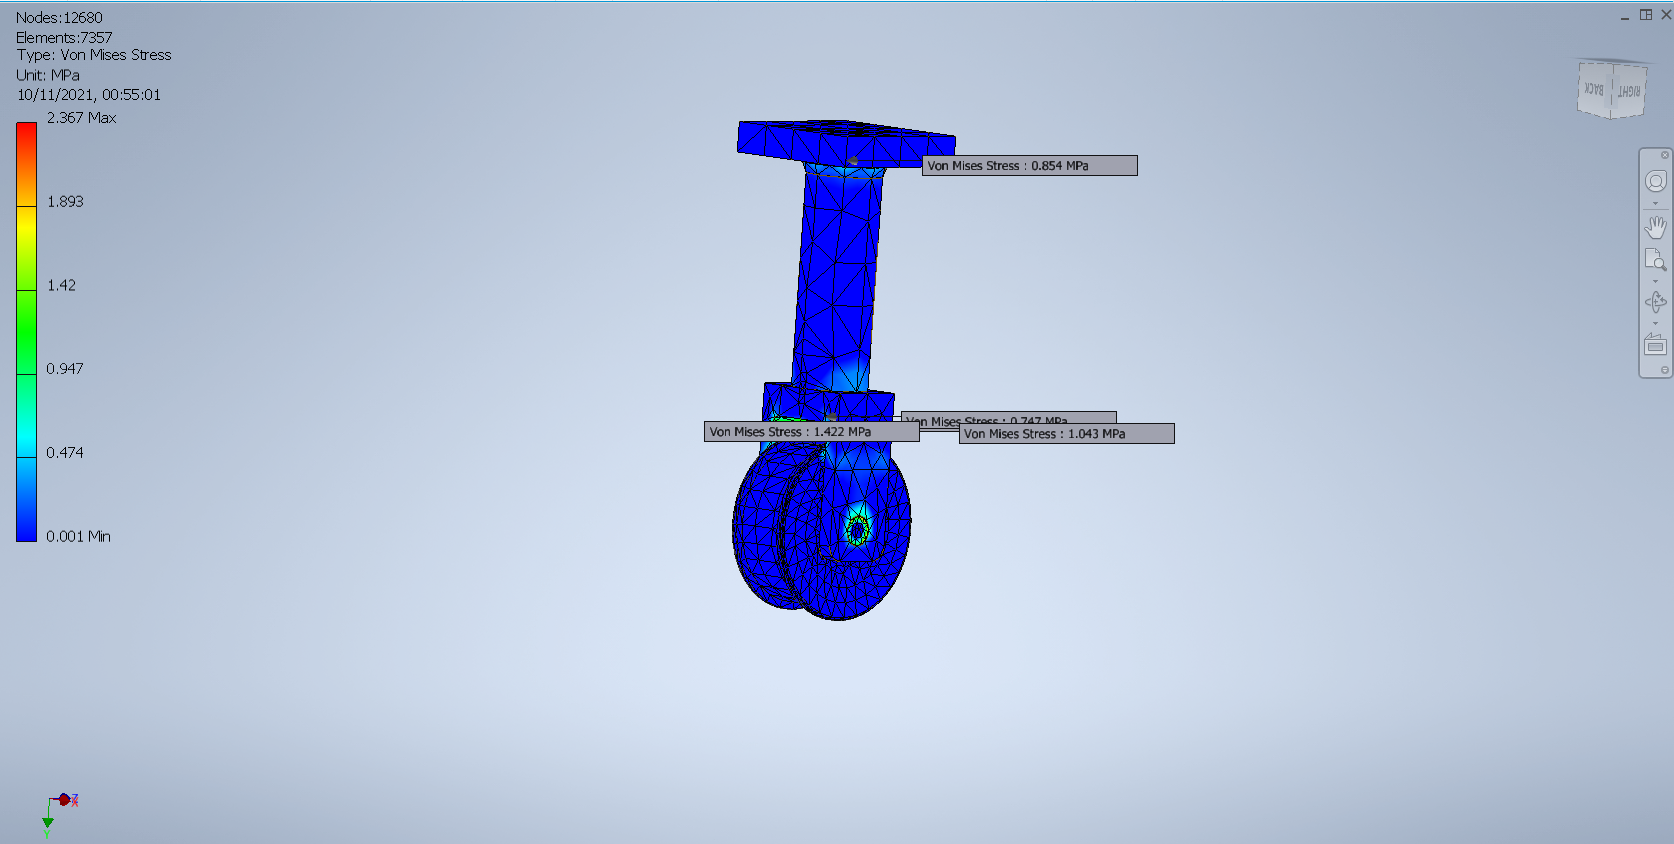 Nodes:12680
Elements:7357
Type: Von Mises Stress
Unit: MPa
10/11/2021, 00:55:01
2.367 Max
1.893
1.42
0.947
0.474
0.001 Min
Von Mises Stress : 0.854 MPa
Von Mises Stress : 0.747 MPa
Von Mises Stress : 1.422 MPa
Von Mises Stress : 1.043 MPa
BACK
RIGHT
Z
X
Y